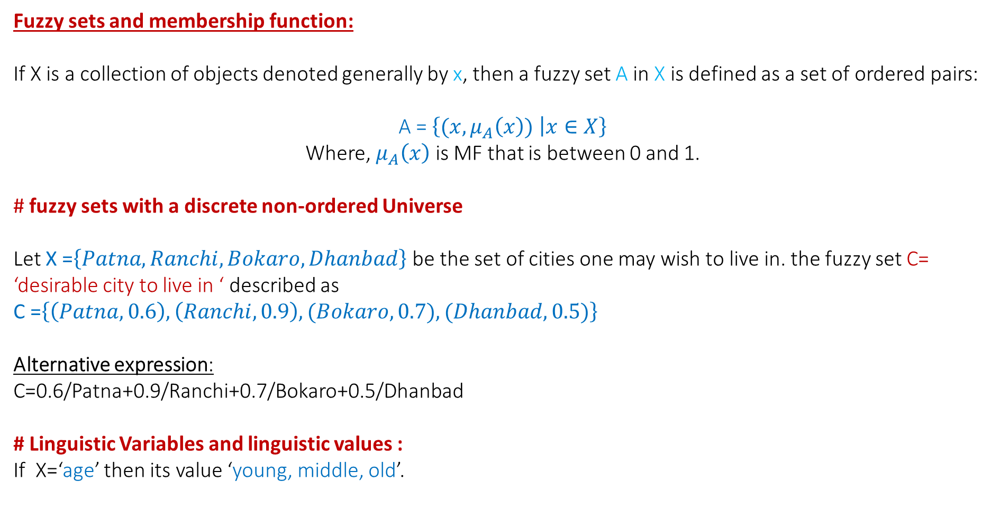 Fuzzy sets and membership function:
If X is a collection of objects denoted generally by x, then a fuzzy set A in X is defined as a set of ordered pairs:
A = {(x, μ_A(x)) |x ∈ X}
Where, μ_A(x) is MF that is between 0 and 1.
# fuzzy sets with a discrete non-ordered Universe
Let X ={Patna, Ranchi, Bokaro, Dhanbad} be the set of cities one may wish to live in. the fuzzy set C=
‘desirable city to live in ‘ described as
C ={(Patna, 0.6), (Ranchi, 0.9), (Bokaro, 0.7), (Dhanbad, 0.5)}
Alternative expression:
C=0.6/Patna+0.9/Ranchi+0.7/Bokaro+0.5/Dhanbad
# Linguistic Variables and linguistic values :
If  X=‘age’ then its value ‘young, middle, old’.